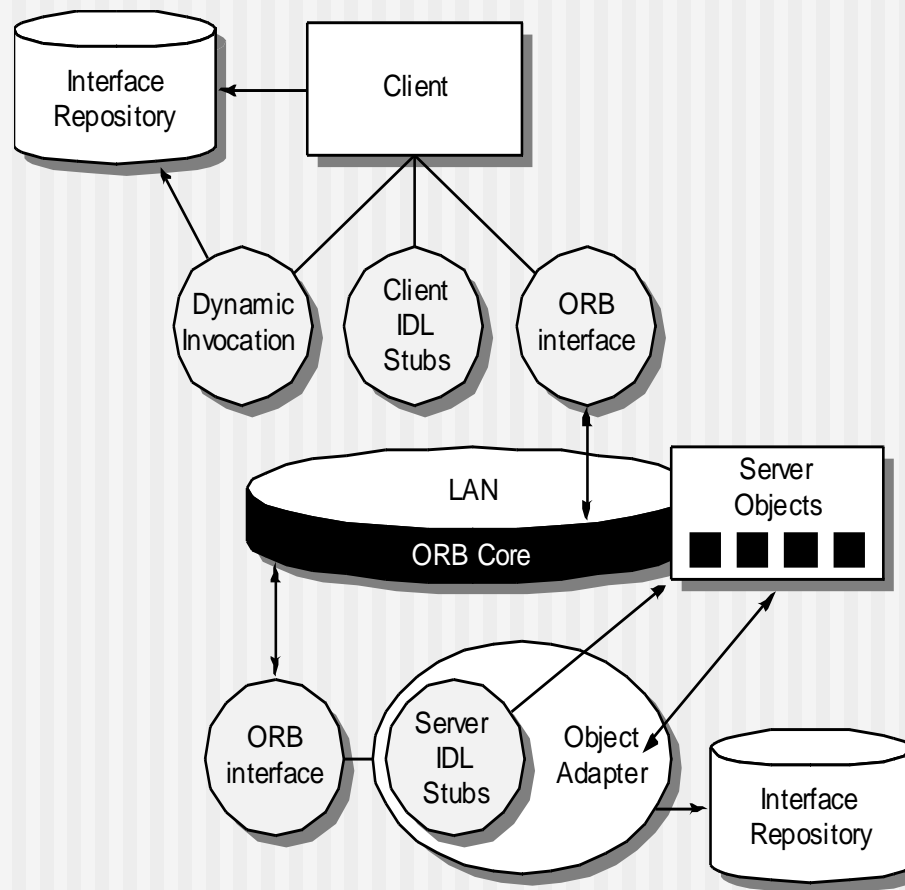 Interface
Repository
Client
Dynamic
Invocation
Client
IDL
Stubs
ORB
interface
LAN
ORB Core
Server
Objects
ORB
interface
Server
IDL
Stubs
Object
Adapter
Interface
Repository